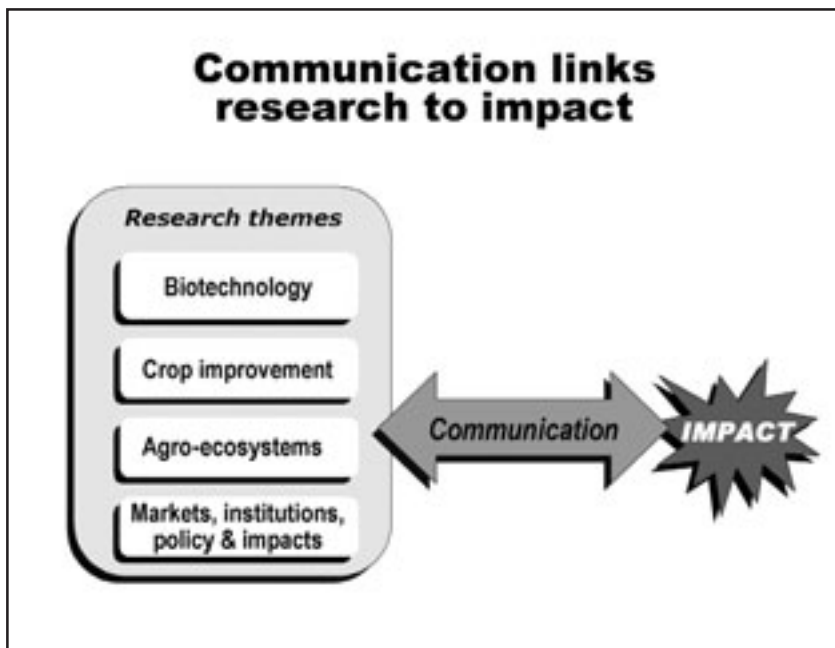 Communication links
research to impact
Research themes
Biotechnology
Crop improvement
Agro-ecosystems
Markets, institutions,
policy & impacts
Communication
IMPACT